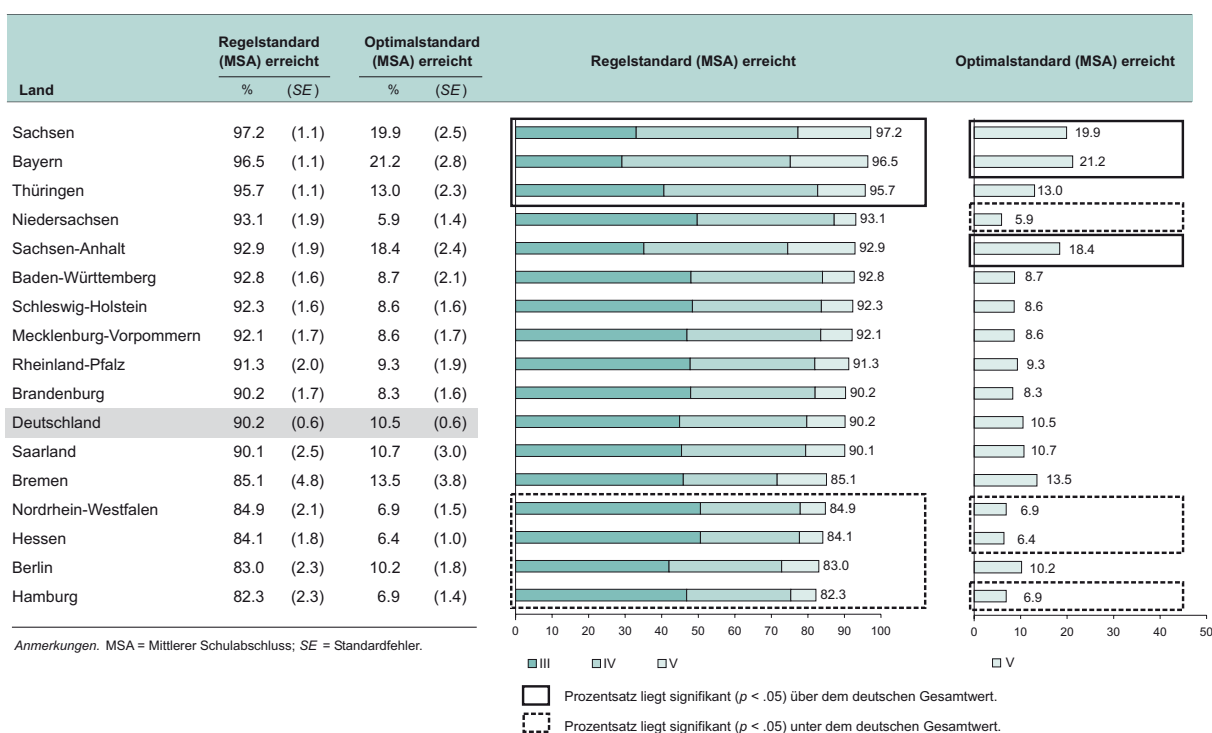 Regelstandard Optimalstandard
(MSA) erreicht (MSA) erreicht Regelstandard (MSA) erreicht Optimalstandard (MSA) erreicht
Land % (SE) % (SE)
Sachsen 97.2 (1.1) 19.9 (2.5) 97.2 19.9
Bayern 96.5 (1.1) 21.2 (2.8) 96.5 21.2
Thüringen 95.7 (1.1) 13.0 (2.3) 95.7 13.0
Niedersachsen 93.1 (1.9) 5.9 (1.4) 93.1 5.9
Sachsen-Anhalt 92.9 (1.9) 18.4 (2.4) 92.9 18.4
Baden-Württemberg 92.8 (1.6) 8.7 (2.1) 92.8 8.7
Schleswig-Holstein 92.3 (1.6) 8.6 (1.6) 92.3 8.6
Mecklenburg-Vorpommern 92.1 (1.7) 8.6 (1.7) 92.1 8.6
Rheinland-Pfalz 91.3 (2.0) 9.3 (1.9) 91.3 9.3
Brandenburg 90.2 (1.7) 8.3 (1.6) 90.2 8.3
Deutschland 90.2 (0.6) 10.5 (0.6) 90.2 10.5
Saarland 90.1 (2.5) 10.7 (3.0) 90.1 10.7
Bremen 85.1 (4.8) 13.5 (3.8) 85.1 13.5
Nordrhein-Westfalen 84.9 (2.1) 6.9 (1.5) 84.9 6.9
Hessen 84.1 (1.8) 6.4 (1.0) 84.1 6.4
Berlin 83.0 (2.3) 10.2 (1.8) 83.0 10.2
Hamburg 82.3 (2.3) 6.9 (1.4) 82.3 6.9
0 10 20 30 40 50 60 70 80 90 100 0 10 20 30 40 50
Anmerkungen. MSA = Mittlerer Schulabschluss; SE = Standardfehler.
III IV V V
Prozentsatz liegt signifikant (p < .05) über dem deutschen Gesamtwert.
Prozentsatz liegt signifikant (p < .05) unter dem deutschen Gesamtwert.